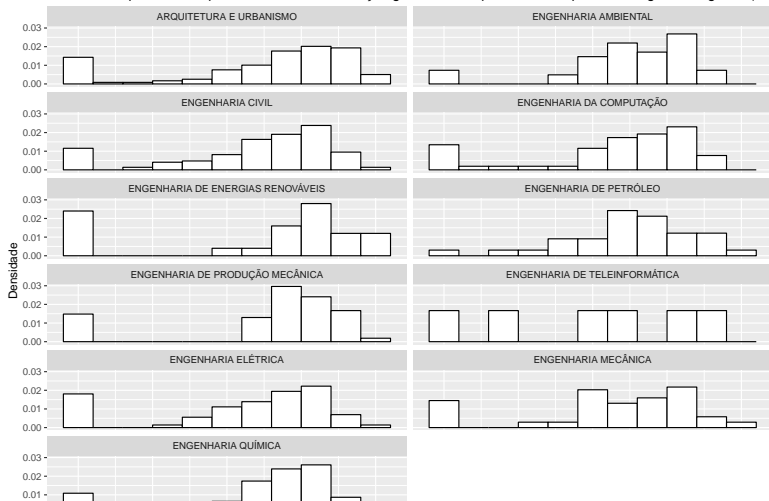 ARQUITETURA E URBANISMO
ENGENHARIA AMBIENTAL
0.03
0.02
0.01
0.00
ENGENHARIA CIVIL
ENGENHARIA DA COMPUTAÇÃO
0.03
0.02
0.01
0.00
ENGENHARIA DE ENERGIAS RENOVÁVEIS
ENGENHARIA DE PETRÓLEO
0.03
0.02
0.01
0.00
Densidade
ENGENHARIA DE PRODUÇÃO MECÂNICA
ENGENHARIA DE TELEINFORMÁTICA
0.03
0.02
0.01
0.00
ENGENHARIA ELÉTRICA
ENGENHARIA MECÂNICA
0.03
0.02
0.01
0.00
ENGENHARIA QUÍMICA
0.03
0.02
0.01